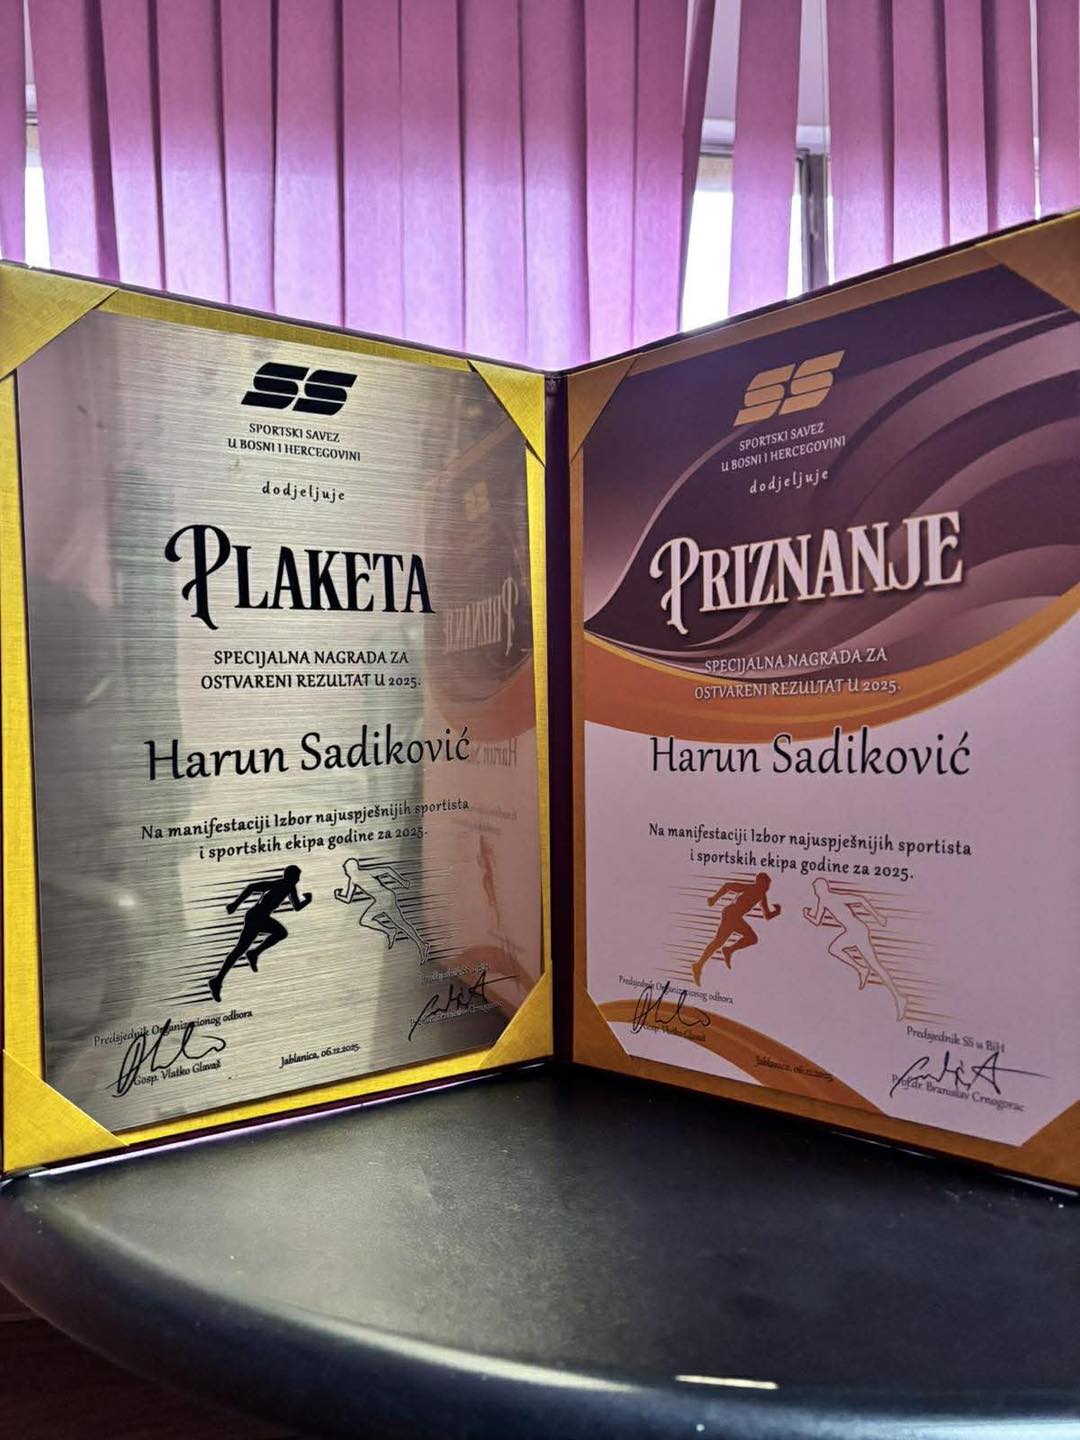 SS
SPORTSKI SAVEZ
U BOSNI I HERCEGOVINI
dodjeljuje
PLAKETA
SPECIJALNA NAGRADA ZA
OSTVARENI REZULTAT U 2025.
Harun Sadiković
Na manifestaciji Izbor najuspješnijih sportista
i sportskih ekipa godine za 2025.
Predsjednik Organizacionog odbora
Gosp. Vlatko Glavaš
Jablanica, 06.12.2025.
SS
SPORTSKI SAVEZ
U BOSNI I HERCEGOVINI
dodjeljuje
PRIZNANJE
SPECIJALNA NAGRADA ZA
OSTVARENI REZULTAT U 2025.
Harun Sadiković
Na manifestaciji Izbor najuspješnijih sportista
i sportskih ekipa godine za 2025.
Predsjednik Organizacionog odbora
Gosp. Vlatko Glavaš
Jablanica, 06.12.2025.
Predsjednik SS u BiH
Prof.dr Branislav Crnogorac